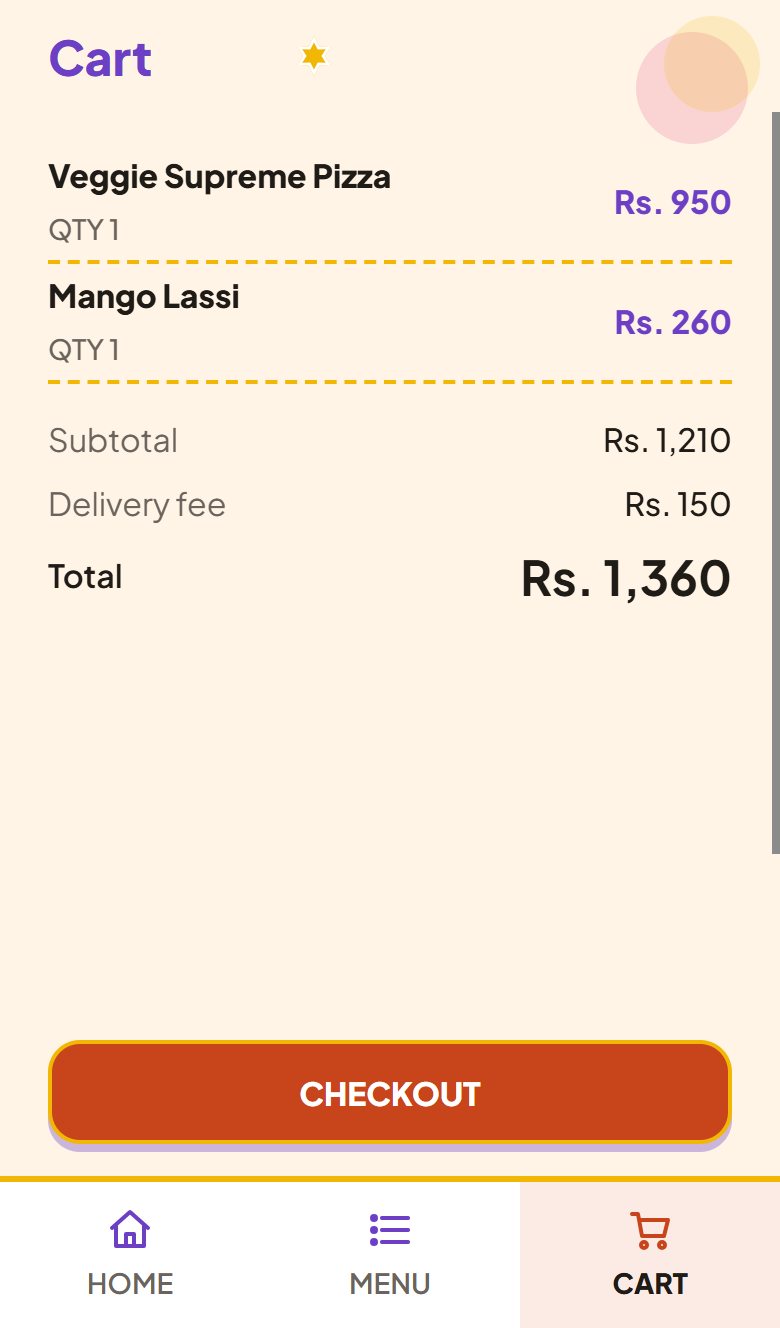 Cart
Veggie Supreme Pizza
QTY 1
Rs. 950
Mango Lassi
QTY 1
Rs. 260
Subtotal Rs. 1,210
Delivery fee Rs. 150
Total Rs. 1,360
CHECKOUT
HOME MENU CART